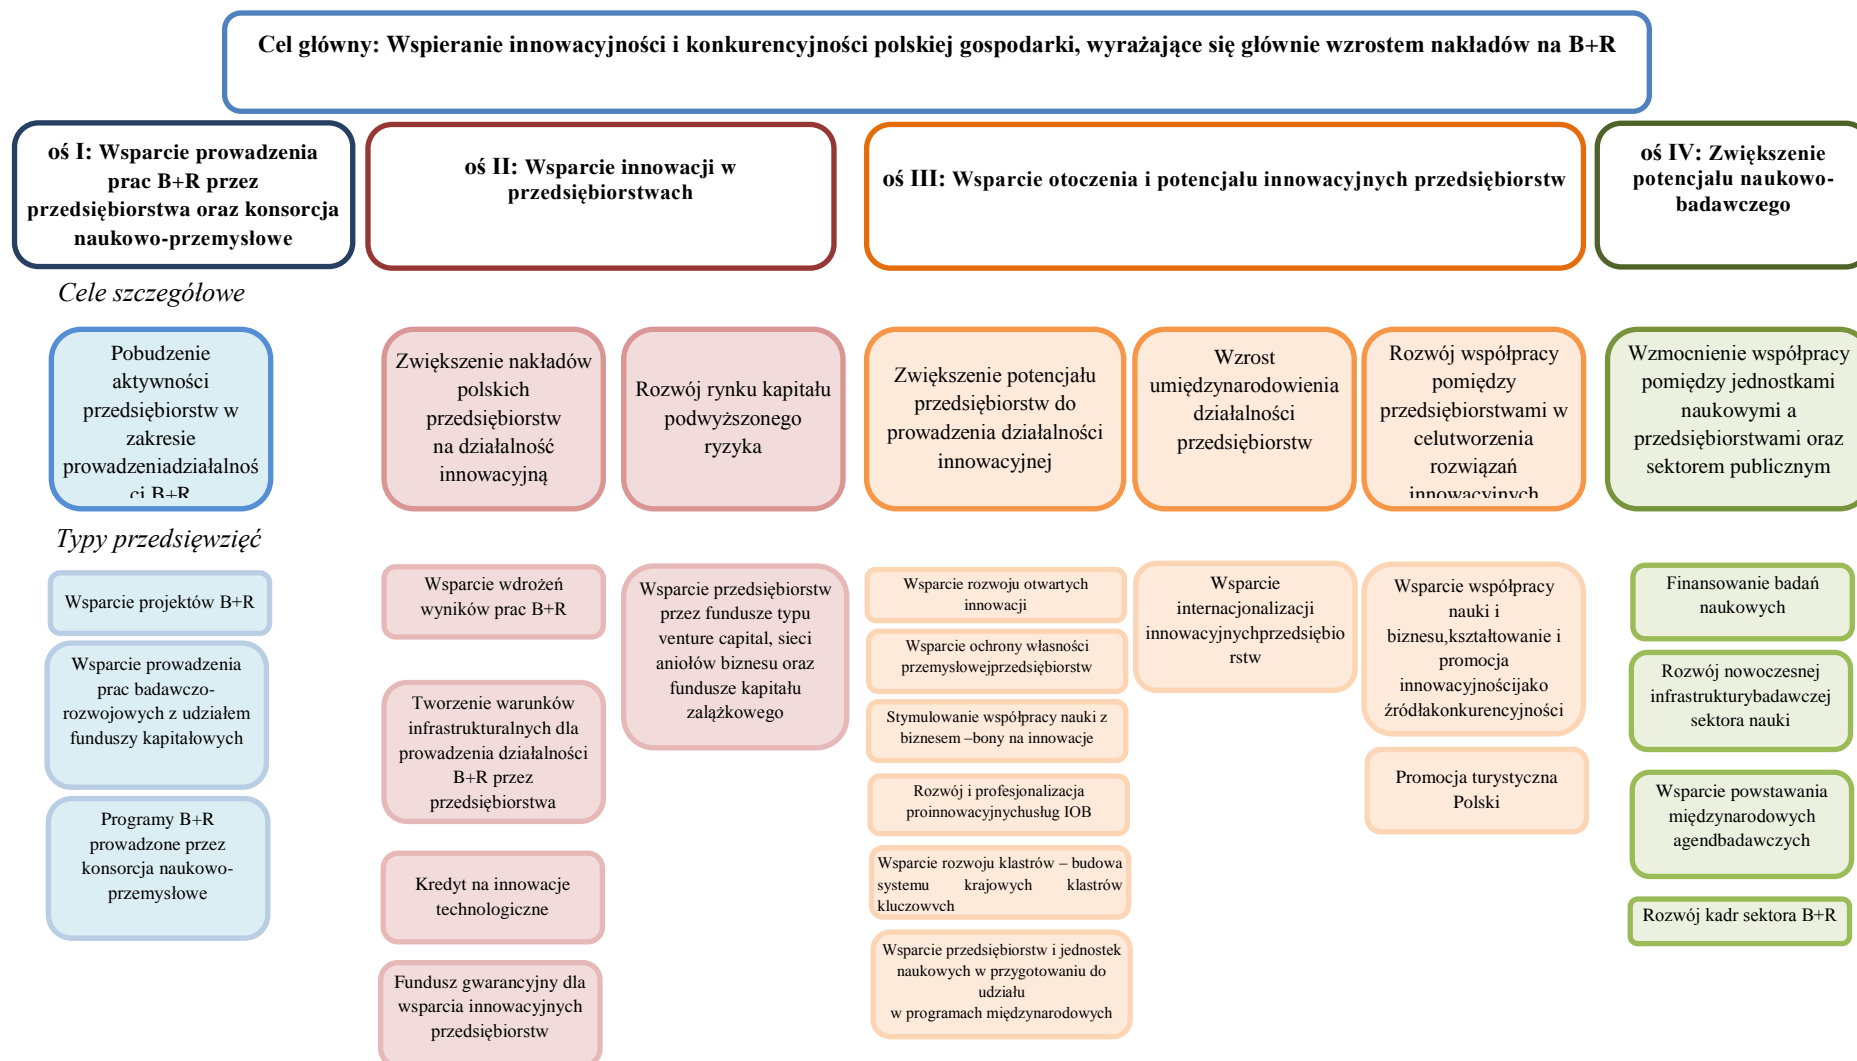 Cel główny: Wspieranie innowacyjności i konkurencyjności polskiej gospodarki, wyrażające się głównie wzrostem nakładów na B+R
oś I: Wsparcie prowadzenia
prac B+R przez
przedsiębiorstwa oraz konsorcja
naukowo-przemysłowe
oś II: Wsparcie innowacji w
przedsiębiorstwach
oś III: Wsparcie otoczenia i potencjału innowacyjnych przedsiębiorstw
oś IV: Zwiększenie
potencjału naukowo-
badawczego
Cele szczegółowe
Pobudzenie
aktywności
przedsiębiorstw w
zakresie
prowadzeniadziałalnoś
ci B+R
Zwiększenie nakładów
polskich
przedsiębiorstw
na działalność
innowacyjną
Rozwój rynku kapitału
podwyższonego
ryzyka
Zwiększenie potencjału
przedsiębiorstw do
prowadzenia działalności
innowacyjnej
Wzrost
umiędzynarodowienia
działalności
przedsiębiorstw
Rozwój współpracy
pomiędzy
przedsiębiorstwami w
celutworzenia
rozwiązań
innowacyjnych
Wzmocnienie współpracy
pomiędzy jednostkami
naukowymi a
przedsiębiorstwami oraz
sektorem publicznym
Typy przedsięwzięć
Wsparcie projektów B+R
Wsparcie prowadzenia
prac badawczo-
rozwojowych z udziałem
funduszy kapitałowych
Programy B+R
prowadzone przez
konsorcja naukowo-
przemysłowe
Wsparcie wdrożeń
wyników prac B+R
Tworzenie warunków
infrastrukturalnych dla
prowadzenia działalności
B+R przez
przedsiębiorstwa
Kredyt na innowacje
technologiczne
Fundusz gwarancyjny dla
wsparcia innowacyjnych
przedsiębiorstw
Wsparcie przedsiębiorstw
przez fundusze typu
venture capital, sieci
aniołów biznesu oraz
fundusze kapitału
zalążkowego
Wsparcie rozwoju otwartych
innowacji
Wsparcie ochrony własności
przemysłowejprzedsiębiorstw
Stymulowanie współpracy nauki z
biznesem –bony na innowacje
Rozwój i profesjonalizacja
proinnowacyjnychusług IOB
Wsparcie rozwoju klastrów – budowa
systemu krajowych klastrów
kluczowych
Wsparcie przedsiębiorstw i jednostek
naukowych w przygotowaniu do
udziału
w programach międzynarodowych
Wsparcie
internacjonalizacji
innowacyjnychprzedsiębio
rstw
Wsparcie współpracy
nauki i
biznesu,kształtowanie i
promocja
innowacyjnościjako
źródłakonkurencyjności
Promocja turystyczna
Polski
Finansowanie badań
naukowych
Rozwój nowoczesnej
infrastrukturybadawczej
sektora nauki
Wsparcie powstawania
międzynarodowych
agendbadawczych
Rozwój kadr sektora B+R